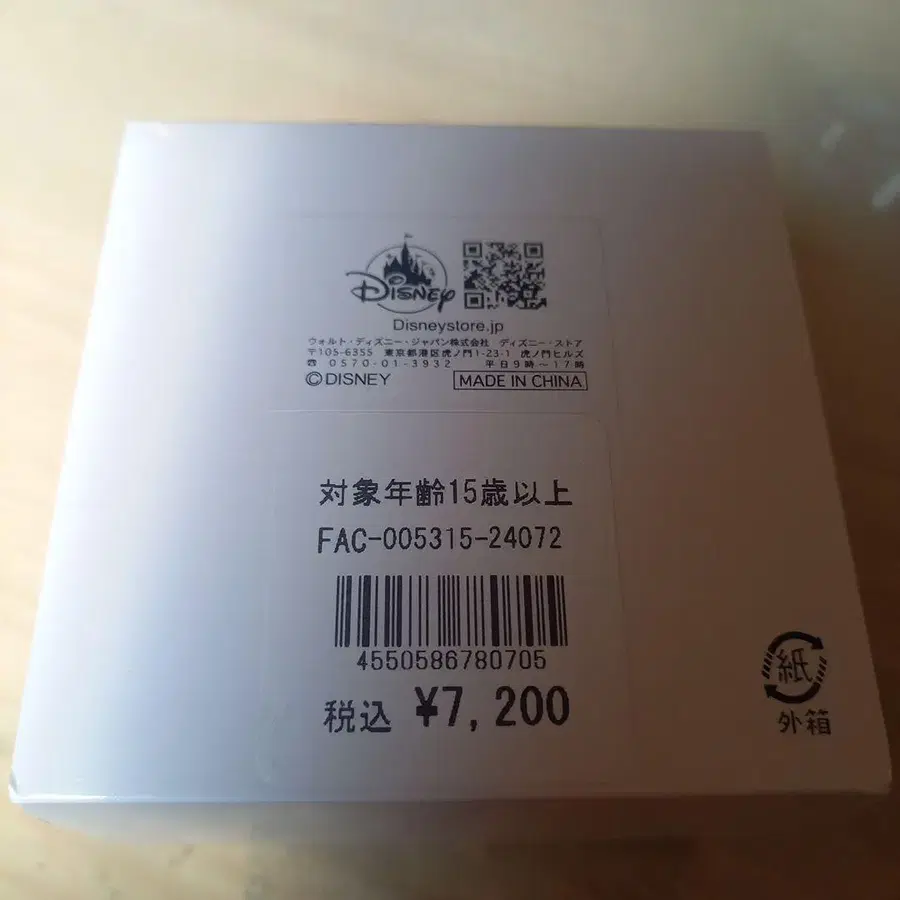 Disney
Disneystore.jp
ウォルト・ディズニー・ジャパン株式会社 ディズニー・ストア
〒105-6355 東京都港区虎ノ門1-23-1 虎ノ門ヒルズ
☎ 0570-01-3932 平日9時～17時
©DISNEY MADE IN CHINA
対象年齢15歳以上
FAC-005315-24072
4550586780705
税込 ¥7,200
紙
外箱